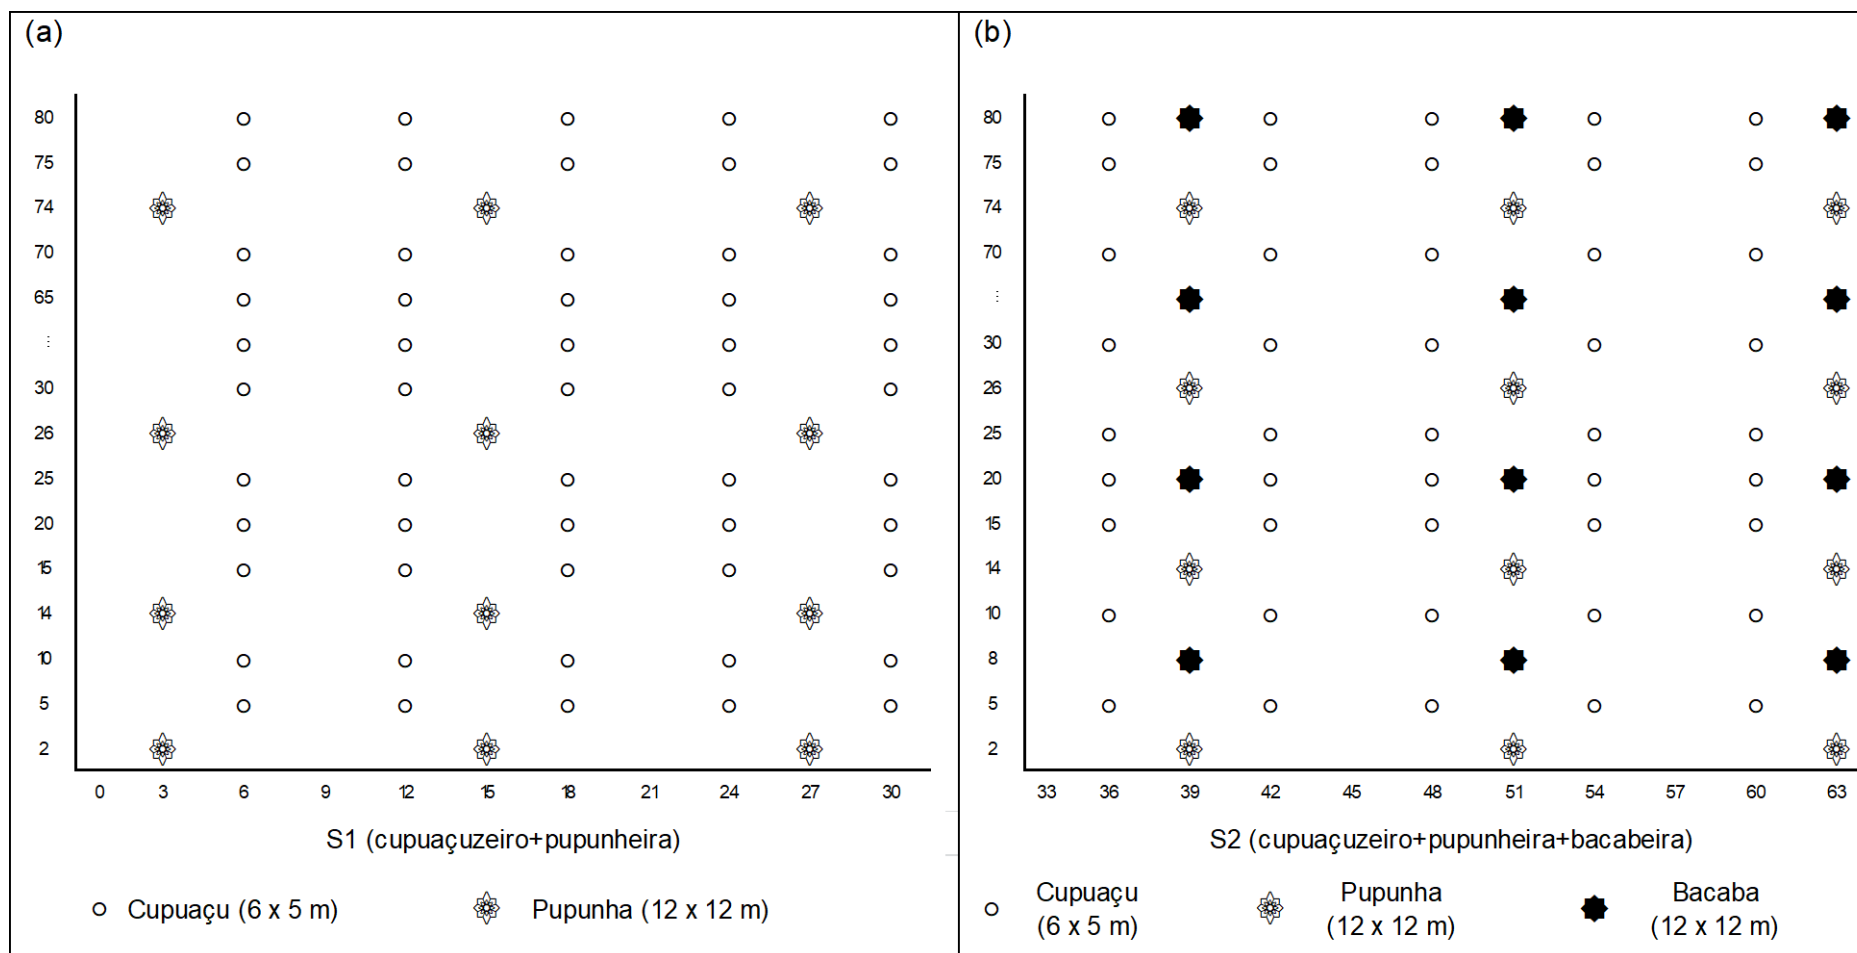 (a)
80
75
74
70
65
⋮
30
26
25
20
15
14
10
5
2
0 3 6 9 12 15 18 21 24 27 30
S1 (cupuaçuzeiro+pupunheira)
Cupuaçu (6 x 5 m) Pupunha (12 x 12 m)
(b)
80
75
74
70
⋮
30
26
25
20
15
14
10
8
5
2
33 36 39 42 45 48 51 54 57 60 63
S2 (cupuaçuzeiro+pupunheira+bacabeira)
Cupuaçu
(6 x 5 m)
Pupunha
(12 x 12 m)
Bacaba
(12 x 12 m)